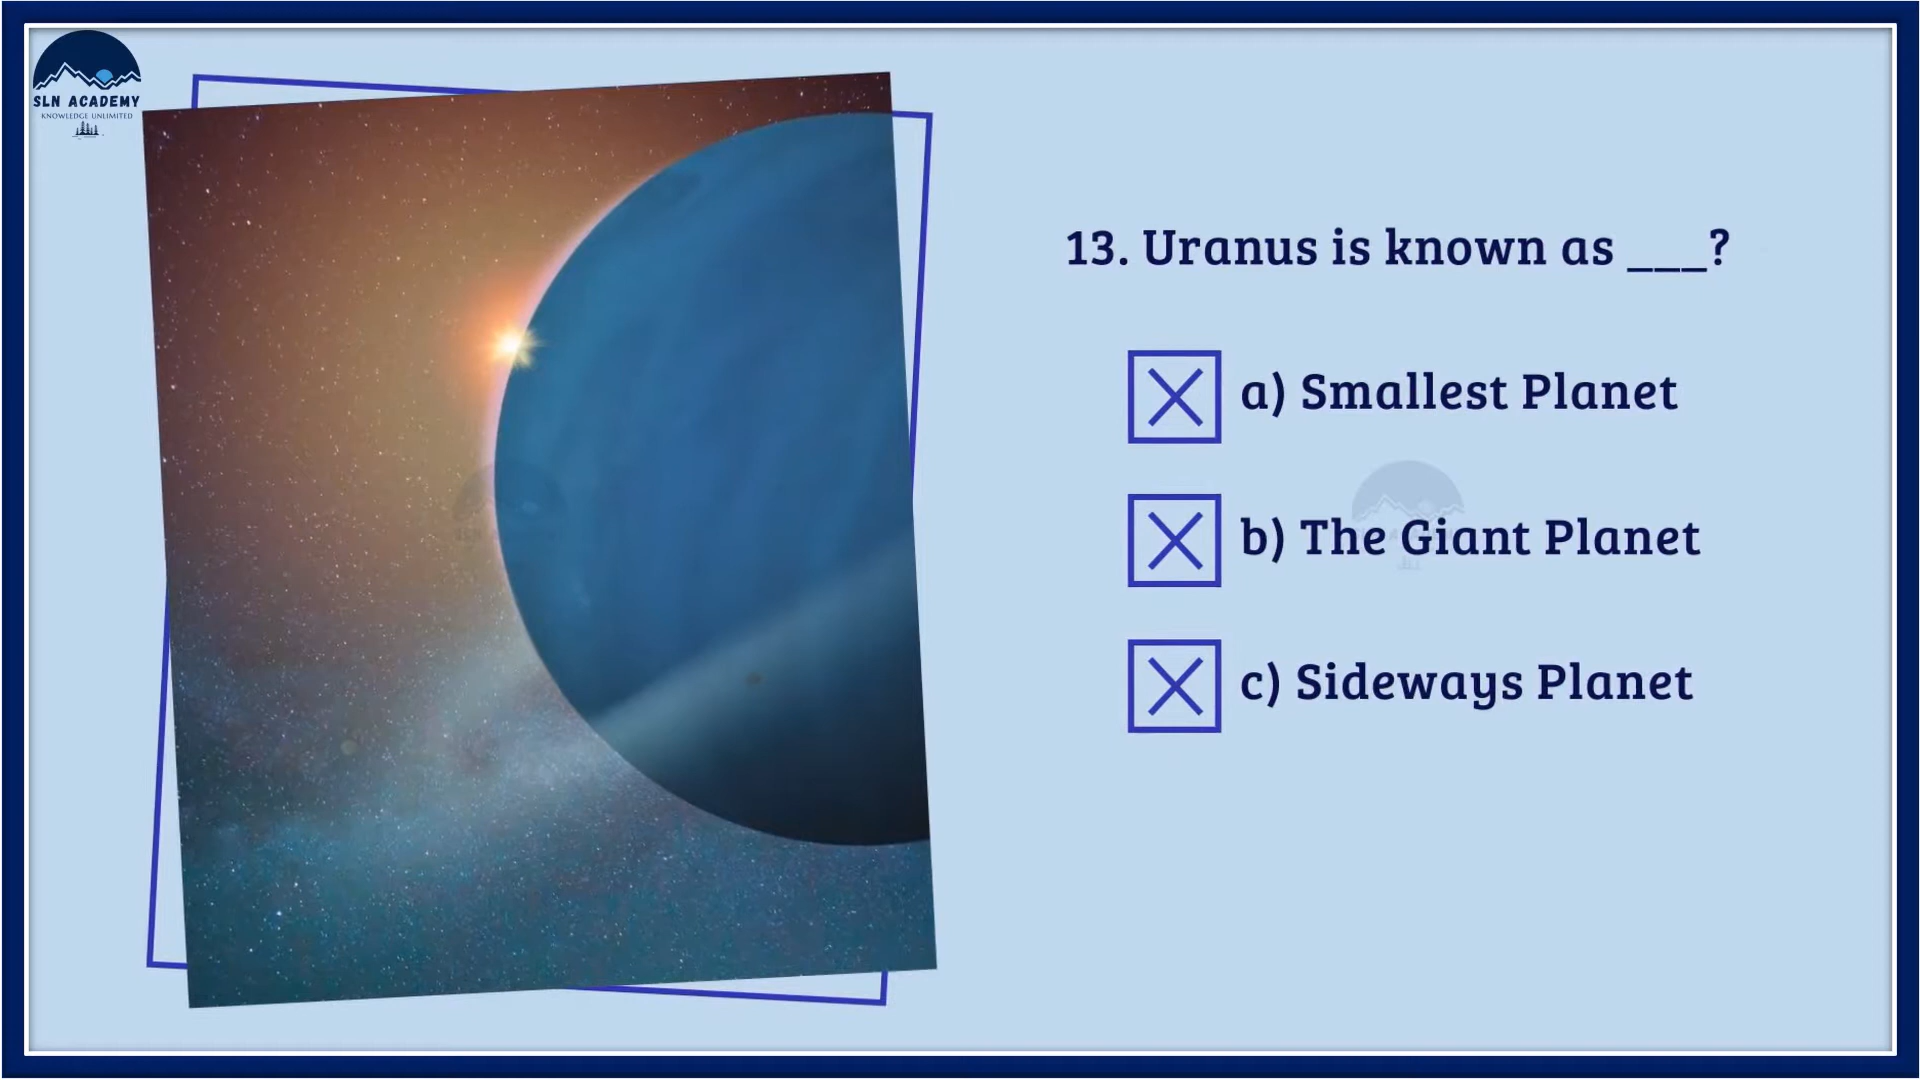 SLN ACADEMY
KNOWLEDGE UNLIMITED
13. Uranus is known as ___?
a) Smallest Planet
b) The Giant Planet
c) Sideways Planet